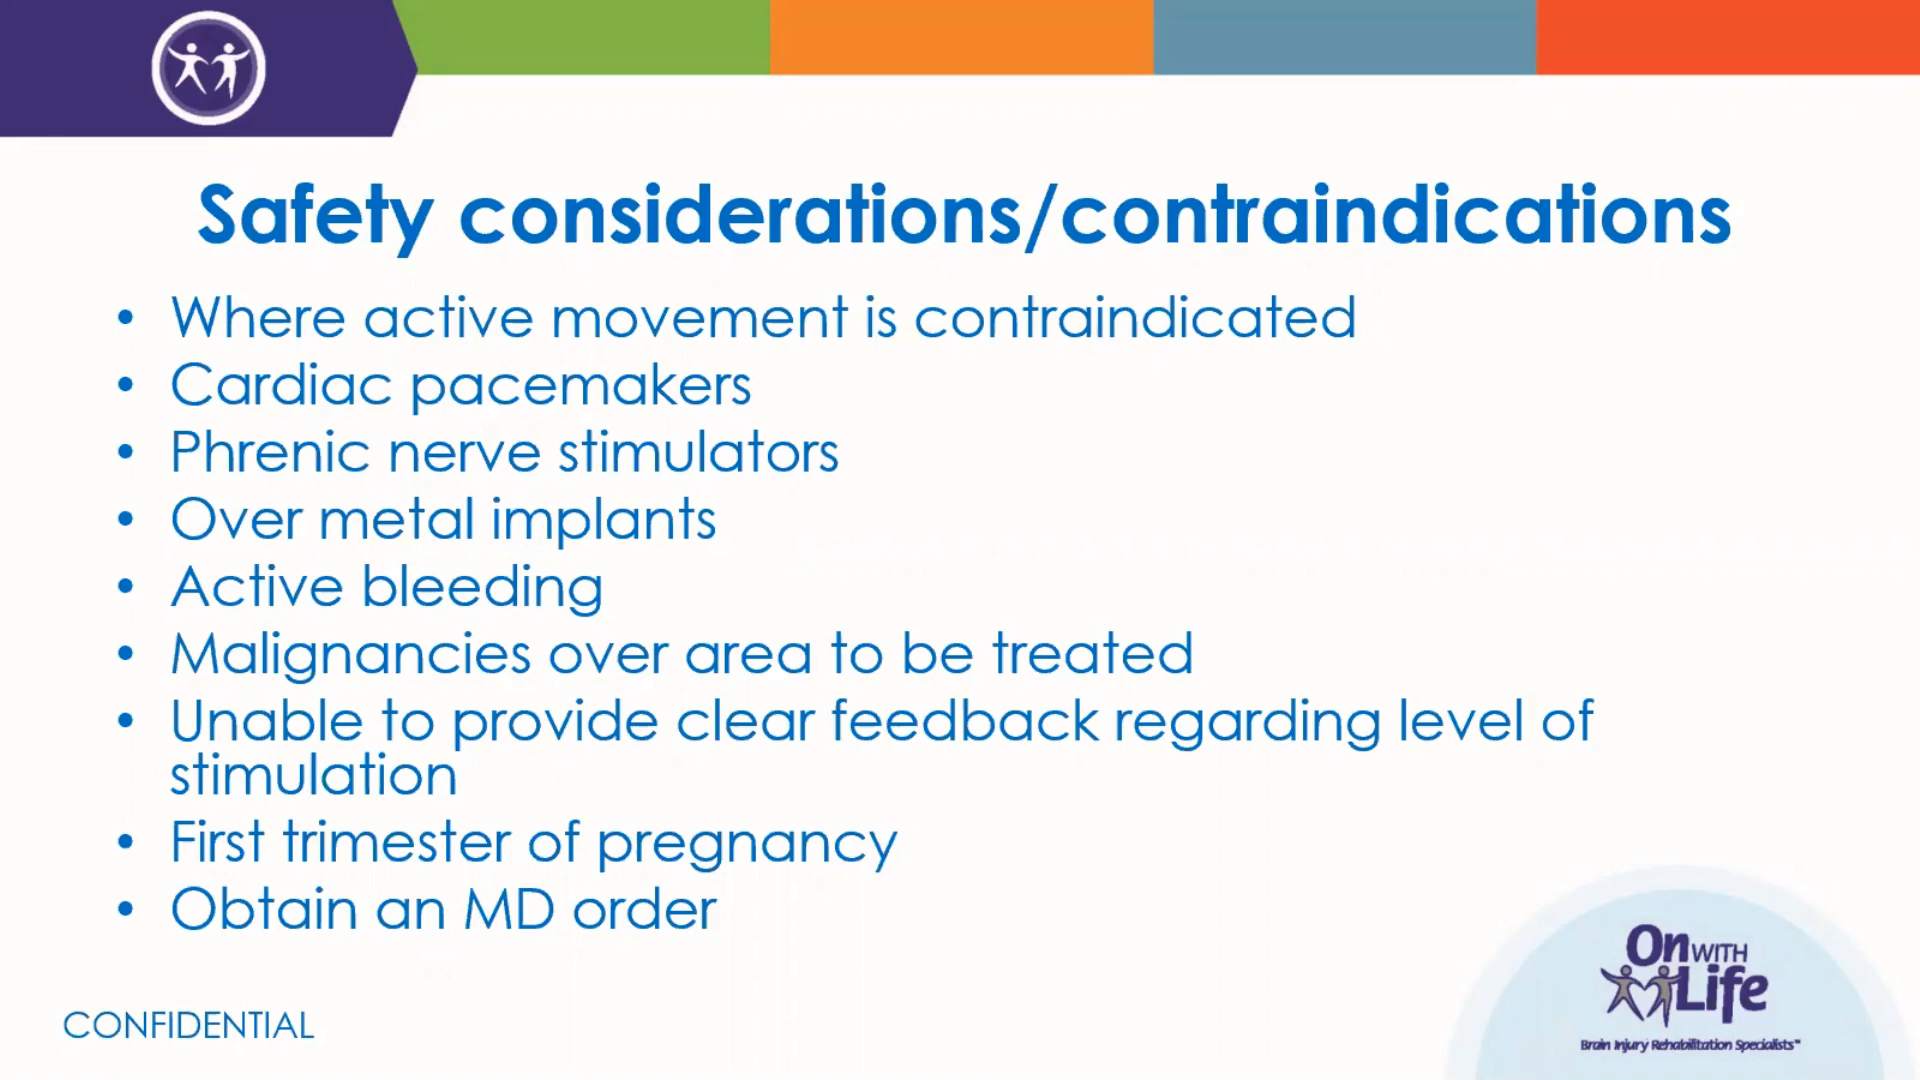 Safety considerations/contraindications
• Where active movement is contraindicated
• Cardiac pacemakers
• Phrenic nerve stimulators
• Over metal implants
• Active bleeding
• Malignancies over area to be treated
• Unable to provide clear feedback regarding level of
stimulation
• First trimester of pregnancy
• Obtain an MD order
On WITH
Life
Brain Injury Rehabilitation Specialists™
CONFIDENTIAL